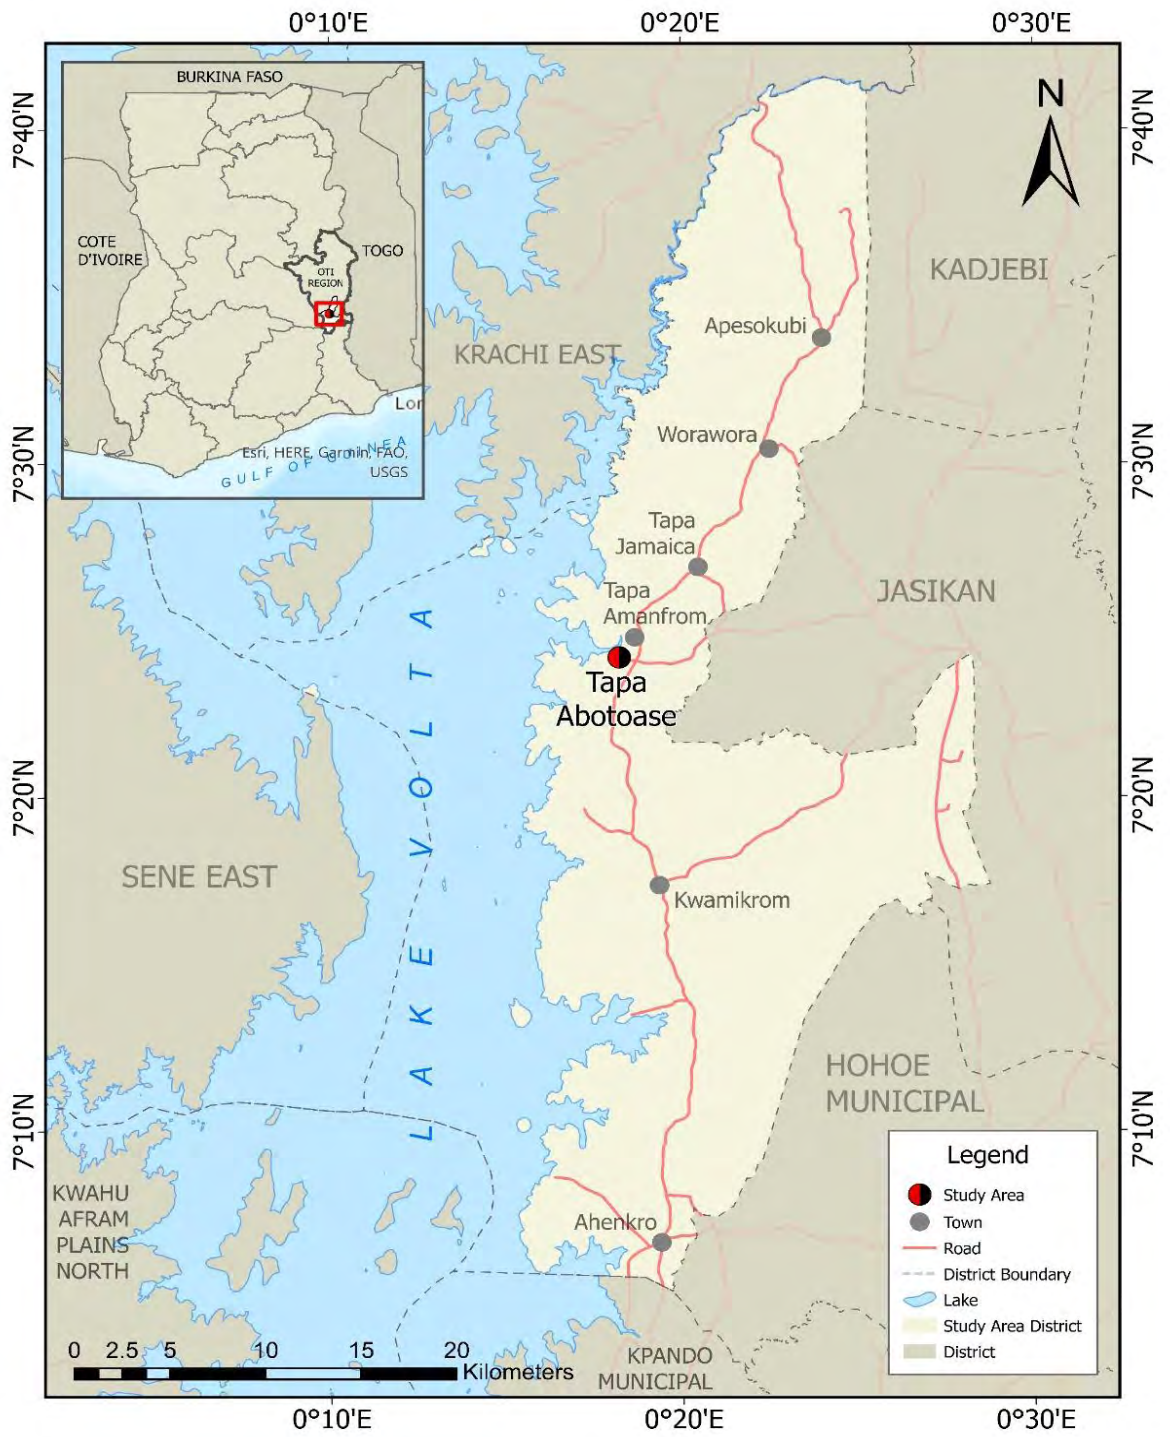 0°10'E
0°20'E
0°30'E
7°40'N
7°40'N
BURKINA FASO
COTE
D'IVOIRE
TOGO
OTI
REGION
Lor
Esri, HERE, Garmin, FAO,
USGS
GULF OF GUINEA
N
KADJEBI
Apesokubi
KRACHI EAST
Worawora
7°30'N
7°30'N
Tapa
Jamaica
Tapa
Amanfrom
JASIKAN
Tapa
Abotoase
7°20'N
7°20'N
LAKE VOLTA
SENE EAST
Kwamikrom
HOHOE
MUNICIPAL
7°10'N
7°10'N
KWAHU
AFRAM
PLAINS
NORTH
Ahenkro
Legend
Study Area
Town
Road
District Boundary
Lake
Study Area District
District
KPANDO
MUNICIPAL
0 2.5 5 10 15 20
Kilometers
0°10'E
0°20'E
0°30'E